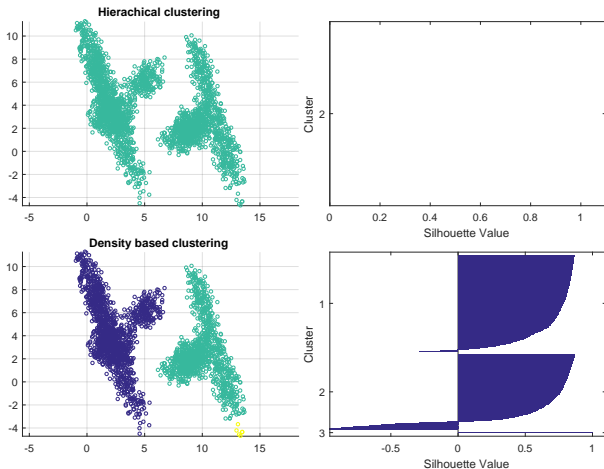 Hierachical clustering
10
8
6
4
2
0
-2
-4
-5 0 5 10 15
Cluster
2
0 0.2 0.4 0.6 0.8 1
Silhouette Value
Density based clustering
10
8
6
4
2
0
-2
-4
-5 0 5 10 15
Cluster
1
2
3
-0.5 0 0.5 1
Silhouette Value